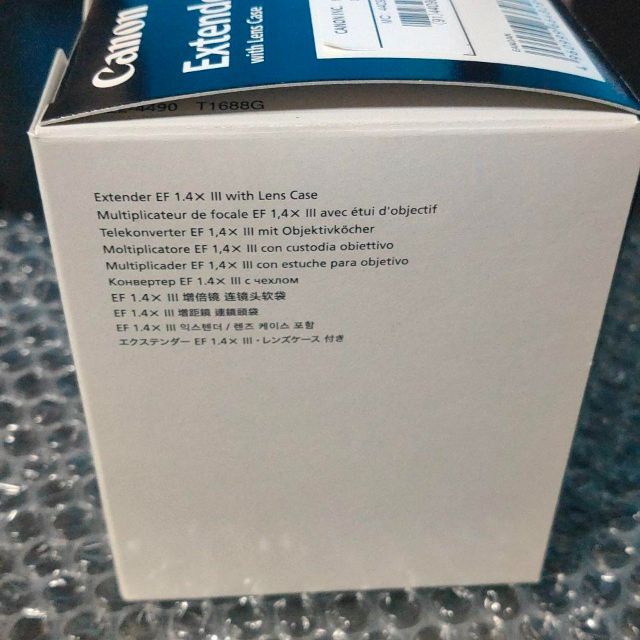 Canon
Extende
with Lens Case
CANON INC.
4490 T1688G
Extender EF 1.4× III with Lens Case
Multiplicateur de focale EF 1,4× III avec étui d'objectif
Telekonverter EF 1,4× III mit Objektivköcher
Moltiplicatore EF 1,4× III con custodia obiettivo
Multiplicador EF 1,4× III con estuche para objetivo
Конвертер EF 1.4× III с чехлом
EF 1.4× III 增倍镜 连镜头软袋
EF 1.4× III 增距鏡 連鏡頭袋
EF 1.4× III 익스텐더 / 렌즈 케이스 포함
エクステンダー EF 1.4× III・レンズケース 付き